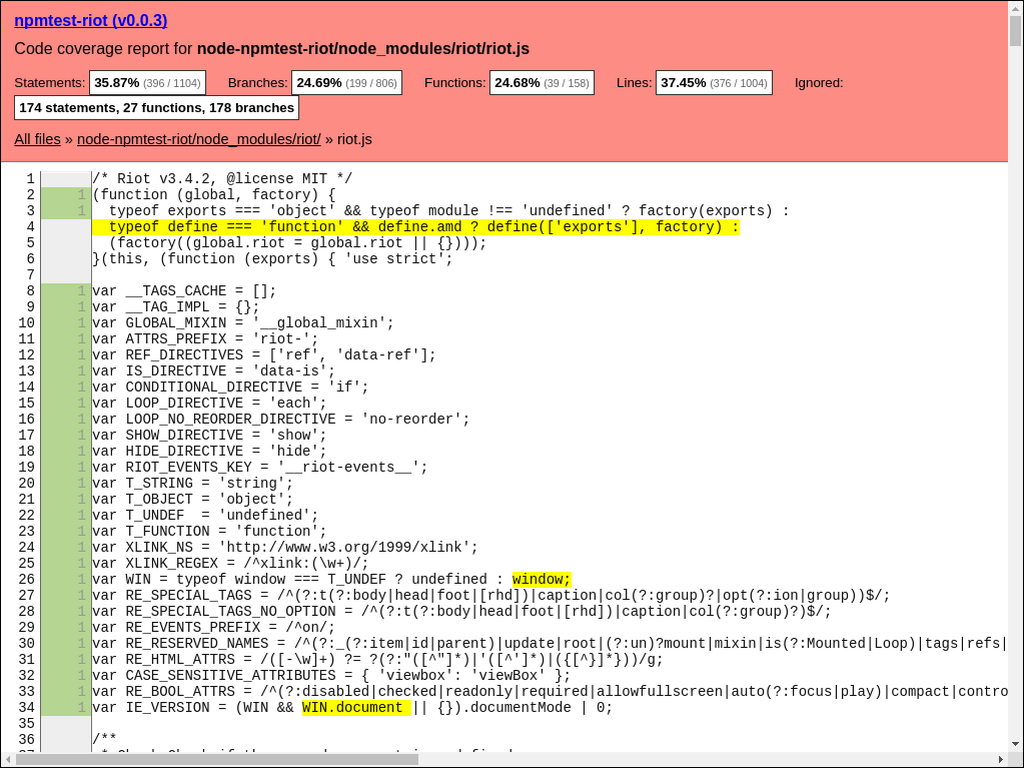 npmtest-riot (v0.0.3)
Code coverage report for node-npmtest-riot/node_modules/riot/riot.js
Statements: 35.87% (396 / 1104) Branches: 24.69% (199 / 806) Functions: 24.68% (39 / 158) Lines: 37.45% (376 / 1004) Ignored:
174 statements, 27 functions, 178 branches
All files » node-npmtest-riot/node_modules/riot/ » riot.js
1 /* Riot v3.4.2, @license MIT */
2 1 (function (global, factory) {
3 1   typeof exports === 'object' && typeof module !== 'undefined' ? factory(exports) :
4   typeof define === 'function' && define.amd ? define(['exports'], factory) :
5   (factory((global.riot = global.riot || {})));
6 }(this, (function (exports) { 'use strict';
7
8 1 var __TAGS_CACHE = [];
9 1 var __TAG_IMPL = {};
10 1 var GLOBAL_MIXIN = '__global_mixin';
11 1 var ATTRS_PREFIX = 'riot-';
12 1 var REF_DIRECTIVES = ['ref', 'data-ref'];
13 1 var IS_DIRECTIVE = 'data-is';
14 1 var CONDITIONAL_DIRECTIVE = 'if';
15 1 var LOOP_DIRECTIVE = 'each';
16 1 var LOOP_NO_REORDER_DIRECTIVE = 'no-reorder';
17 1 var SHOW_DIRECTIVE = 'show';
18 1 var HIDE_DIRECTIVE = 'hide';
19 1 var RIOT_EVENTS_KEY = '__riot-events__';
20 1 var T_STRING = 'string';
21 1 var T_OBJECT = 'object';
22 1 var T_UNDEF  = 'undefined';
23 1 var T_FUNCTION = 'function';
24 1 var XLINK_NS = 'http://www.w3.org/1999/xlink';
25 1 var XLINK_REGEX = /^xlink:(\w+)/;
26 1 var WIN = typeof window === T_UNDEF ? undefined : window;
27 1 var RE_SPECIAL_TAGS = /^(?:t(?:body|head|foot|[rhd])|caption|col(?:group)?|opt(?:ion|group))$/;
28 1 var RE_SPECIAL_TAGS_NO_OPTION = /^(?:t(?:body|head|foot|[rhd])|caption|col(?:group)?)$/;
29 1 var RE_EVENTS_PREFIX = /^on/;
30 1 var RE_RESERVED_NAMES = /^(?:_(?:item|id|parent)|update|root|(?:un)?mount|mixin|is(?:Mounted|Loop)|tags|refs|
31 1 var RE_HTML_ATTRS = /([-\w]+) ?= ?(?:"([^"]*)|'([^']*)|({[^}]*}))/g;
32 1 var CASE_SENSITIVE_ATTRIBUTES = { 'viewbox': 'viewBox' };
33 1 var RE_BOOL_ATTRS = /^(?:disabled|checked|readonly|required|allowfullscreen|auto(?:focus|play)|compact|contro
34 1 var IE_VERSION = (WIN && WIN.document || {}).documentMode | 0;
35
36 /**